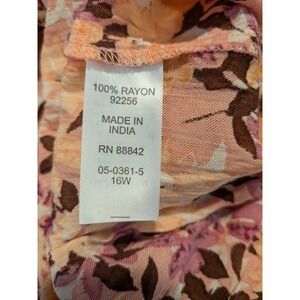 100% RAYON
92256
MADE IN
INDIA
RN 88842
05-0361-5
16W